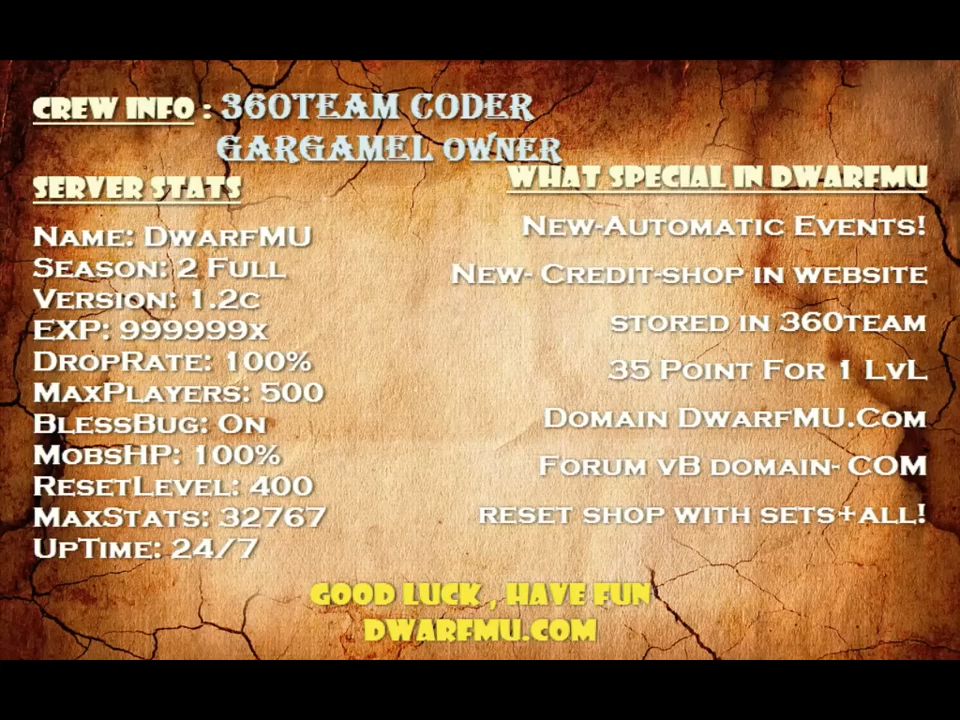 CREW INFO : 360TEAM CODER
GARGAMEL OWNER
SERVER STATS
Name: DwarfMU
Season: 2 Full
Version: 1.2c
EXP: 999999x
DropRate: 100%
MaxPlayers: 500
BlessBug: On
MobsHP: 100%
ResetLevel: 400
MaxStats: 32767
UpTime: 24/7
WHAT SPECIAL IN DWARFMU
New-Automatic Events!
New- Credit-shop in website
stored in 360team
35 Point For 1 LvL
Domain DwarfMU.Com
Forum vB domain- COM
reset shop with sets+all!
GOOD LUCK , HAVE FUN
DWARFMU.COM